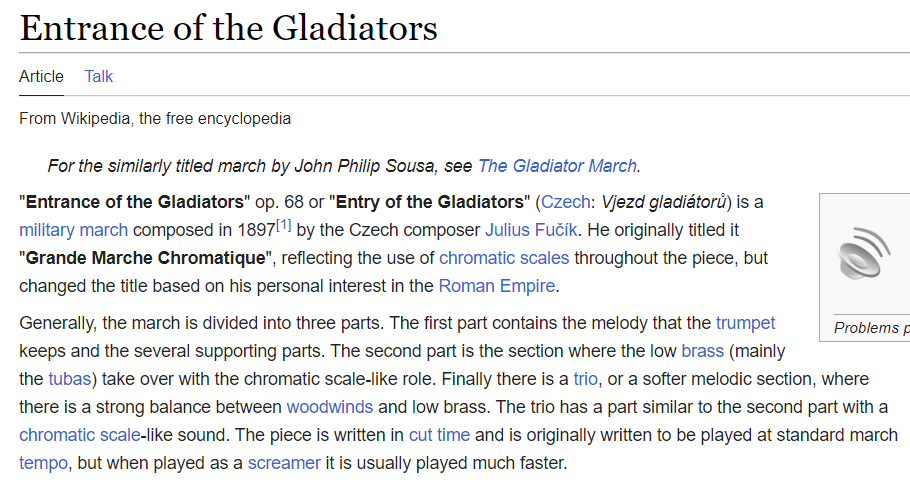 Entrance of the Gladiators
Article Talk
From Wikipedia, the free encyclopedia
For the similarly titled march by John Philip Sousa, see The Gladiator March.
"Entrance of the Gladiators" op. 68 or "Entry of the Gladiators" (Czech: Vjezd gladiátorů) is a
military march composed in 1897[1] by the Czech composer Julius Fučík. He originally titled it
"Grande Marche Chromatique", reflecting the use of chromatic scales throughout the piece, but
changed the title based on his personal interest in the Roman Empire.
Generally, the march is divided into three parts. The first part contains the melody that the trumpet
keeps and the several supporting parts. The second part is the section where the low brass (mainly
the tubas) take over with the chromatic scale-like role. Finally there is a trio, or a softer melodic section, where
there is a strong balance between woodwinds and low brass. The trio has a part similar to the second part with a
chromatic scale-like sound. The piece is written in cut time and is originally written to be played at standard march
tempo, but when played as a screamer it is usually played much faster.
Problems p